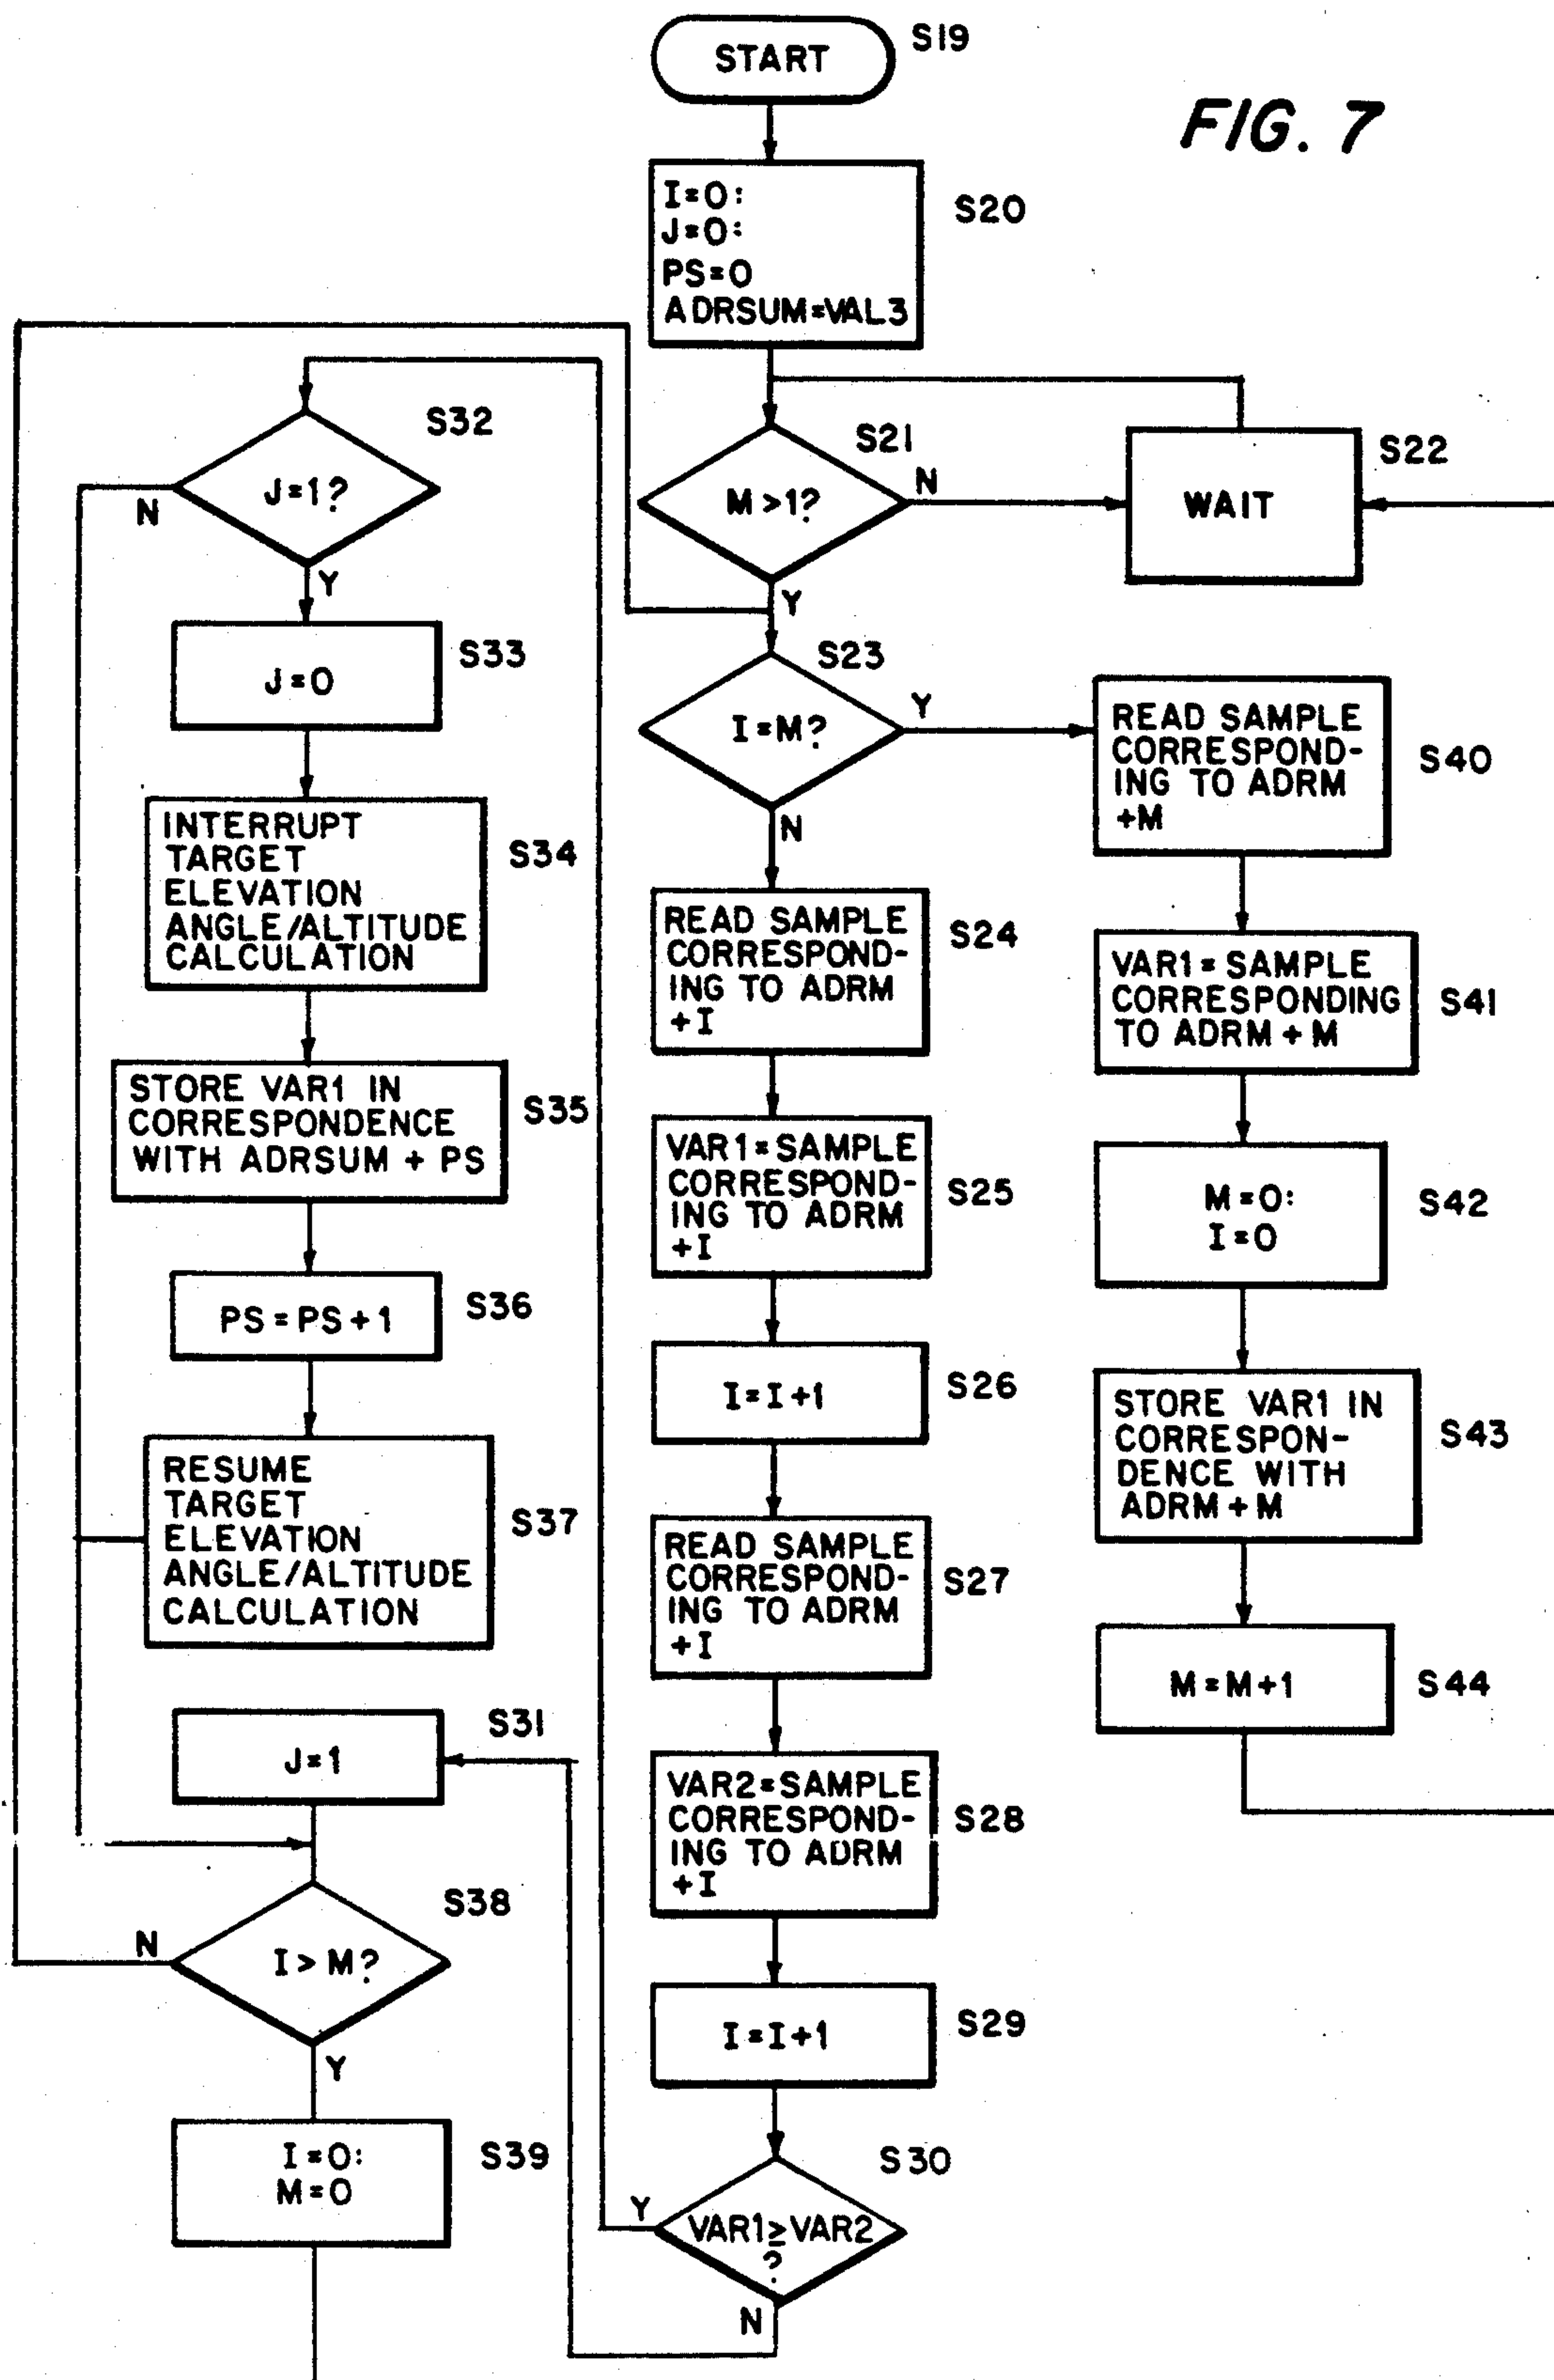 START
S19
FIG. 7
I=0:
J=0:
PS=0
ADRSUM=VAL3
S20
S32
J=1?
N
Y
S21
M>1?
N
Y
S22
WAIT
S33
J=0
S23
I=M?
Y
N
READ SAMPLE
CORRESPOND-
ING TO ADRM
+M
S40
INTERRUPT
TARGET
ELEVATION
ANGLE/ALTITUDE
CALCULATION
S34
READ SAMPLE
CORRESPOND-
ING TO ADRM
+I
S24
VAR1=SAMPLE
CORRESPONDING
TO ADRM + M
S41
STORE VAR1 IN
CORRESPONDENCE
WITH ADRSUM + PS
S35
VAR1=SAMPLE
CORRESPOND-
ING TO ADRM
+I
S25
M=0:
I=0
S42
PS=PS+1
S36
I=I+1
S26
STORE VAR1 IN
CORRESPON-
DENCE WITH
ADRM+M
S43
RESUME
TARGET
ELEVATION
ANGLE/ALTITUDE
CALCULATION
S37
READ SAMPLE
CORRESPOND-
ING TO ADRM
+I
S27
M=M+1
S44
S31
J=1
VAR2=SAMPLE
CORRESPOND-
ING TO ADRM
+I
S28
S38
I>M?
N
Y
I=I+1
S29
I=0:
M=0
S39
S30
VAR1≥VAR2
?
Y
N